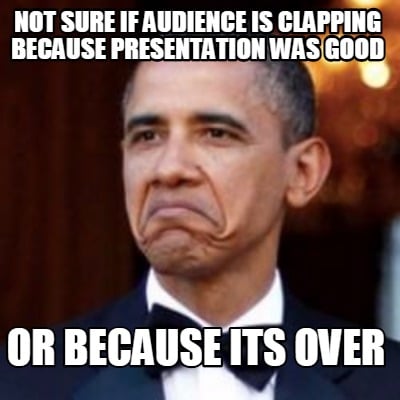 NOT SURE IF AUDIENCE IS CLAPPING
BECAUSE PRESENTATION WAS GOOD
OR BECAUSE ITS OVER